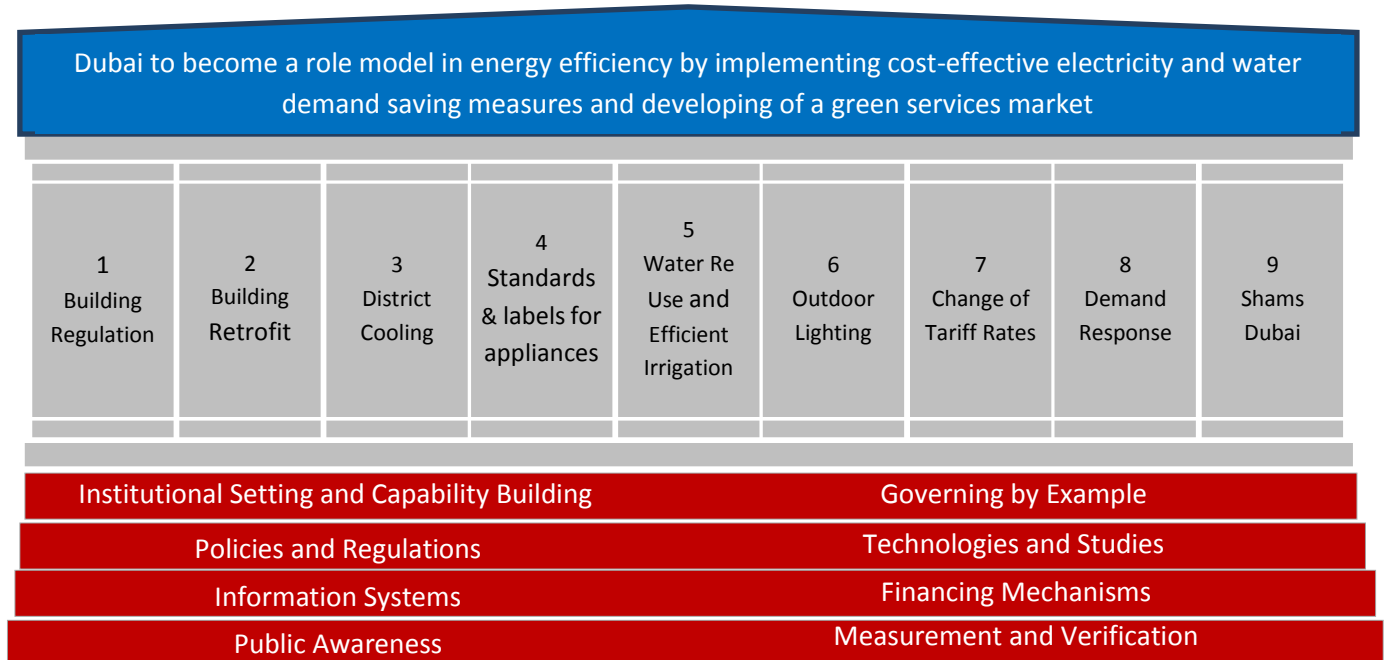 Dubai to become a role model in energy efficiency by implementing cost-effective electricity and water
demand saving measures and developing of a green services market
1
Building
Regulation
2
Building
Retrofit
3
District
Cooling
4
Standards
& labels for
appliances
5
Water Re
Use and
Efficient
Irrigation
6
Outdoor
Lighting
7
Change of
Tariff Rates
8
Demand
Response
9
Shams
Dubai
Institutional Setting and Capability Building
Governing by Example
Policies and Regulations
Technologies and Studies
Information Systems
Financing Mechanisms
Public Awareness
Measurement and Verification